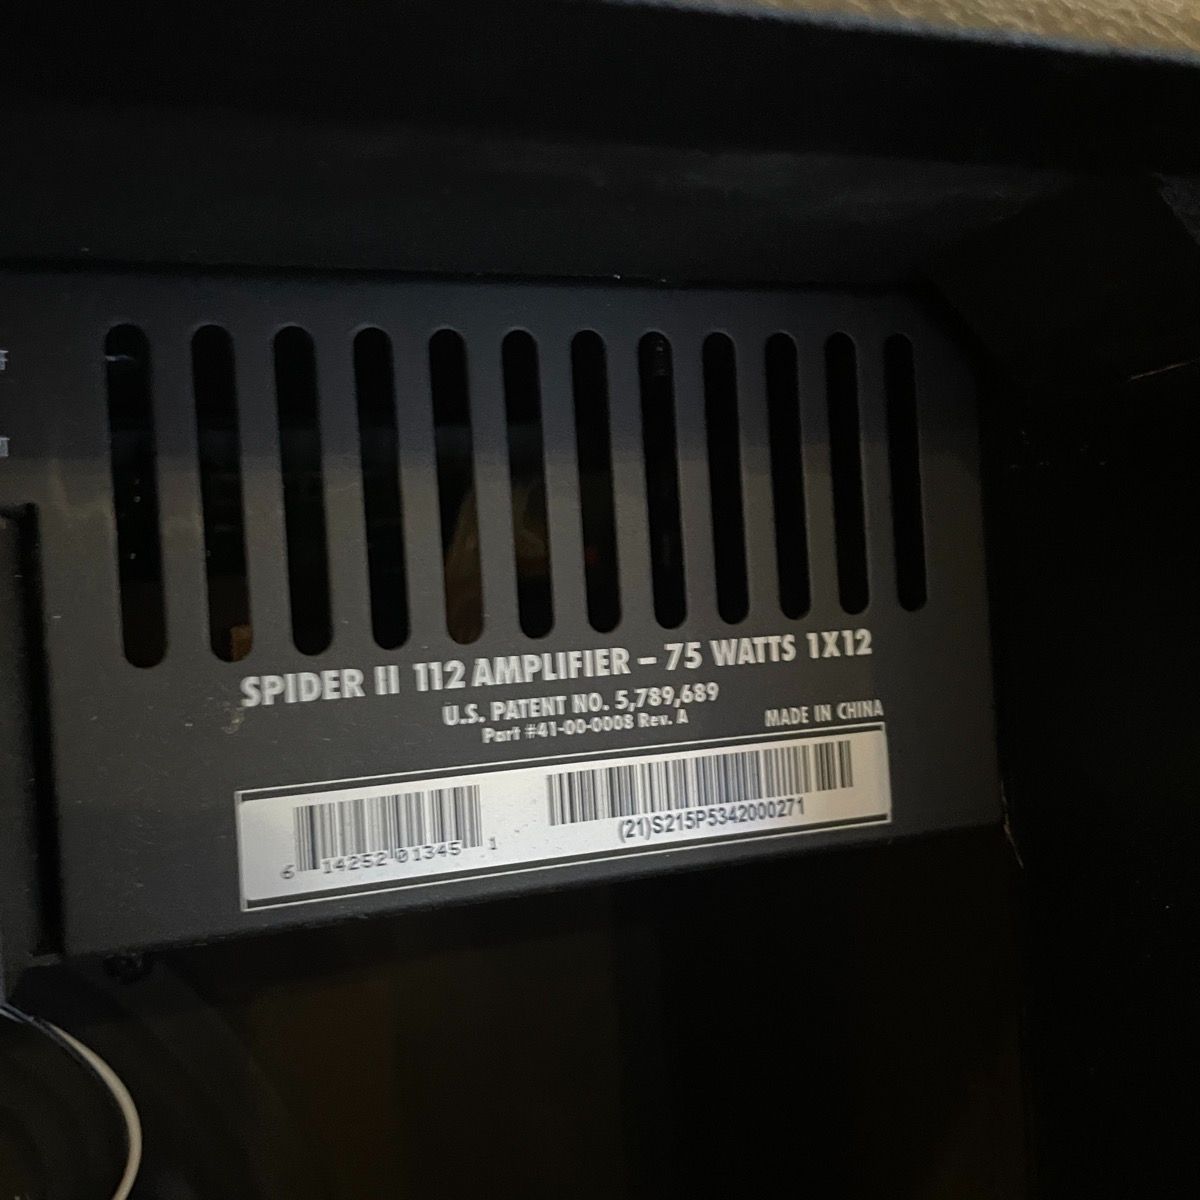 SPIDER II 112 AMPLIFIER – 75 WATTS 1X12
U.S. PATENT NO. 5,789,689
Part #41-00-0008 Rev. A
MADE IN CHINA
6 14252 01345 1
(21)S215P5342000271